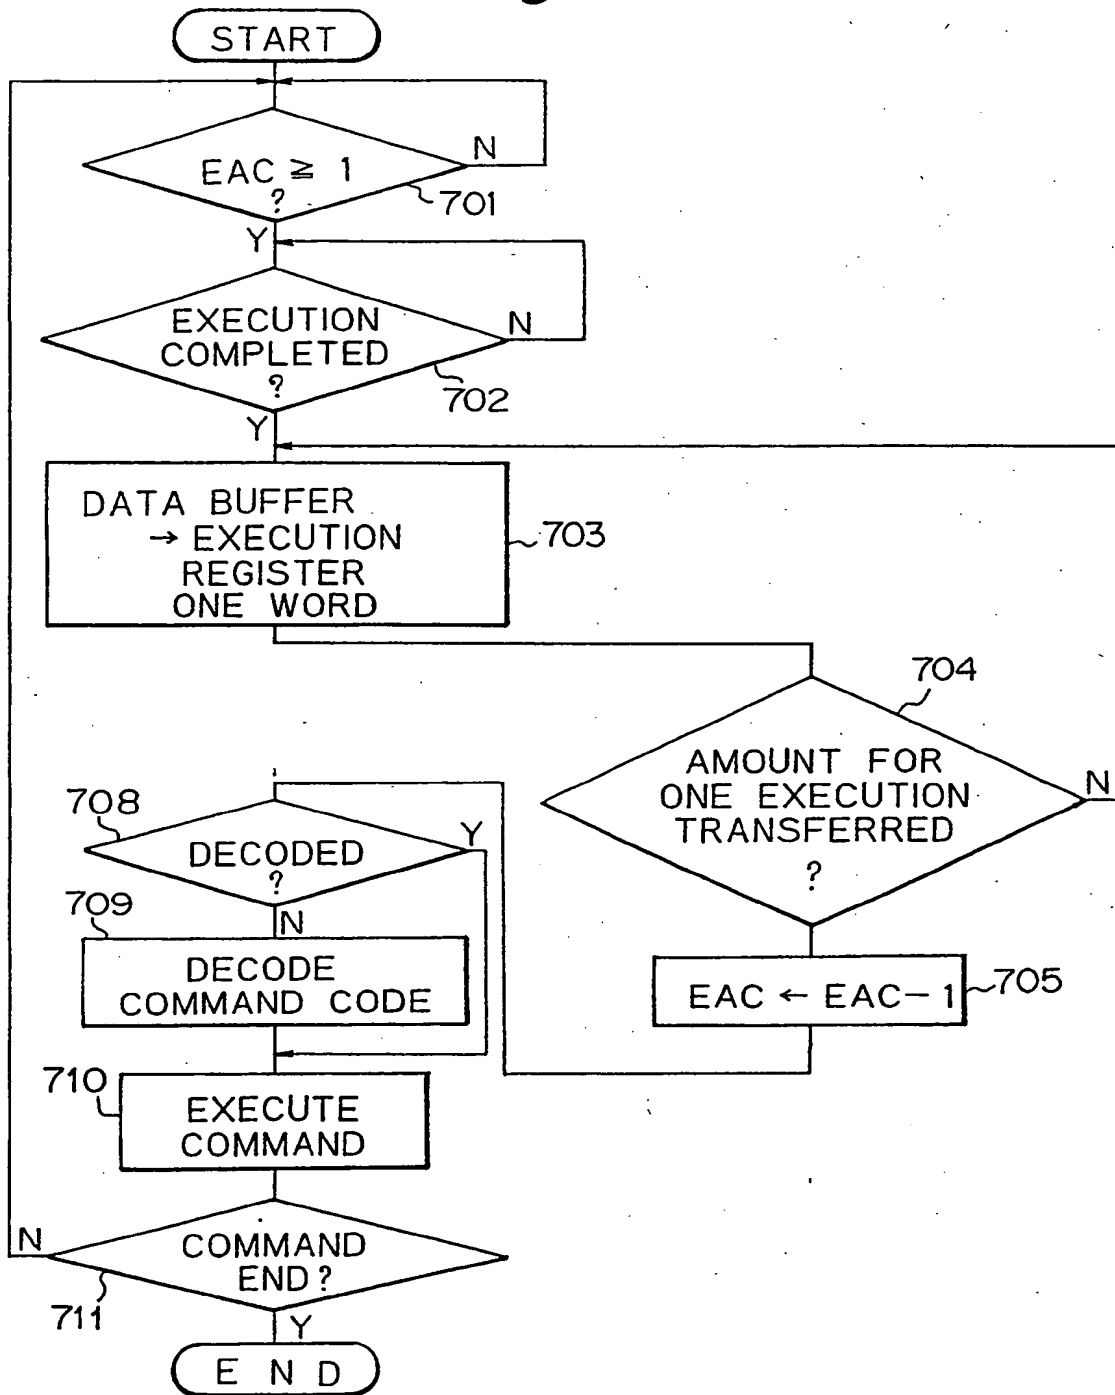 START
EAC ≧ 1
?
N
701
Y
EXECUTION
COMPLETED
?
N
702
Y
DATA BUFFER
→ EXECUTION
REGISTER
ONE WORD
703
704
AMOUNT FOR
ONE EXECUTION
TRANSFERRED
?
N
EAC ← EAC-1
705
708
DECODED
?
Y
N
709
DECODE
COMMAND CODE
710
EXECUTE
COMMAND
COMMAND
END?
N
711
Y
END